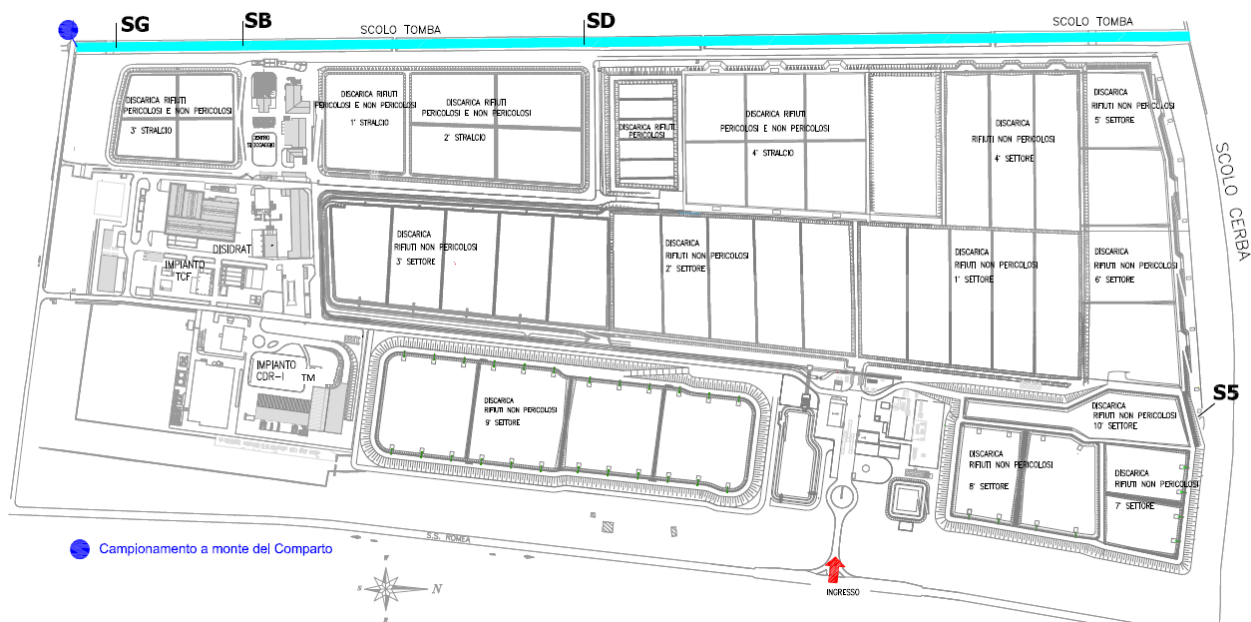 SG
SB
SCOLO TOMBA
SD
SCOLO TOMBA
DISCARICA RIFIUTI
PERICOLOSI E NON PERICOLOSI
3' STRALCIO
DISCARICA RIFIUTI
PERICOLOSI E NON PERICOLOSI
1' STRALCIO
DISCARICA RIFIUTI
PERICOLOSI E NON PERICOLOSI
2' STRALCIO
DISCARICA RIFIUTI
PERICOLOSI
DISCARICA RIFIUTI
PERICOLOSI E NON PERICOLOSI
4' STRALCIO
DISCARICA
RIFIUTI NON PERICOLOSI
4' SETTORE
DISCARICA
RIFIUTI NON PERICOLOSI
5' SETTORE
SCOLO CERBA
DISIDRAT
IMPIANTO
TCF
DISCARICA
RIFIUTI NON PERICOLOSI
3' SETTORE
DISCARICA
RIFIUTI NON PERICOLOSI
2' SETTORE
DISCARICA
RIFIUTI NON PERICOLOSI
1' SETTORE
DISCARICA
RIFIUTI NON PERICOLOSI
6' SETTORE
IMPIANTO
CDR-I TM
DISCARICA
RIFIUTI NON PERICOLOSI
9' SETTORE
S5
DISCARICA
RIFIUTI NON PERICOLOSI
10' SETTORE
DISCARICA
RIFIUTI NON PERICOLOSI
8' SETTORE
DISCARICA
RIFIUTI NON PERICOLOSI
7' SETTORE
S.S. ROMEA
Campionamento a monte del Comparto
S
N
INGRESSO